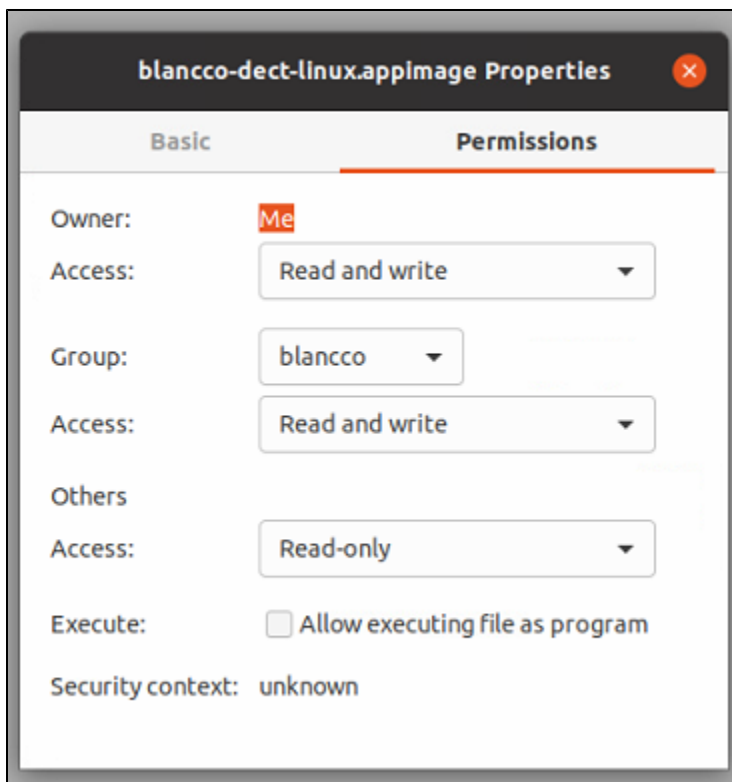 blancco-dect-linux.appimage Properties
Basic Permissions
Owner: Me
Access: Read and write
Group: blancco
Access: Read and write
Others
Access: Read-only
Execute: Allow executing file as program
Security context: unknown